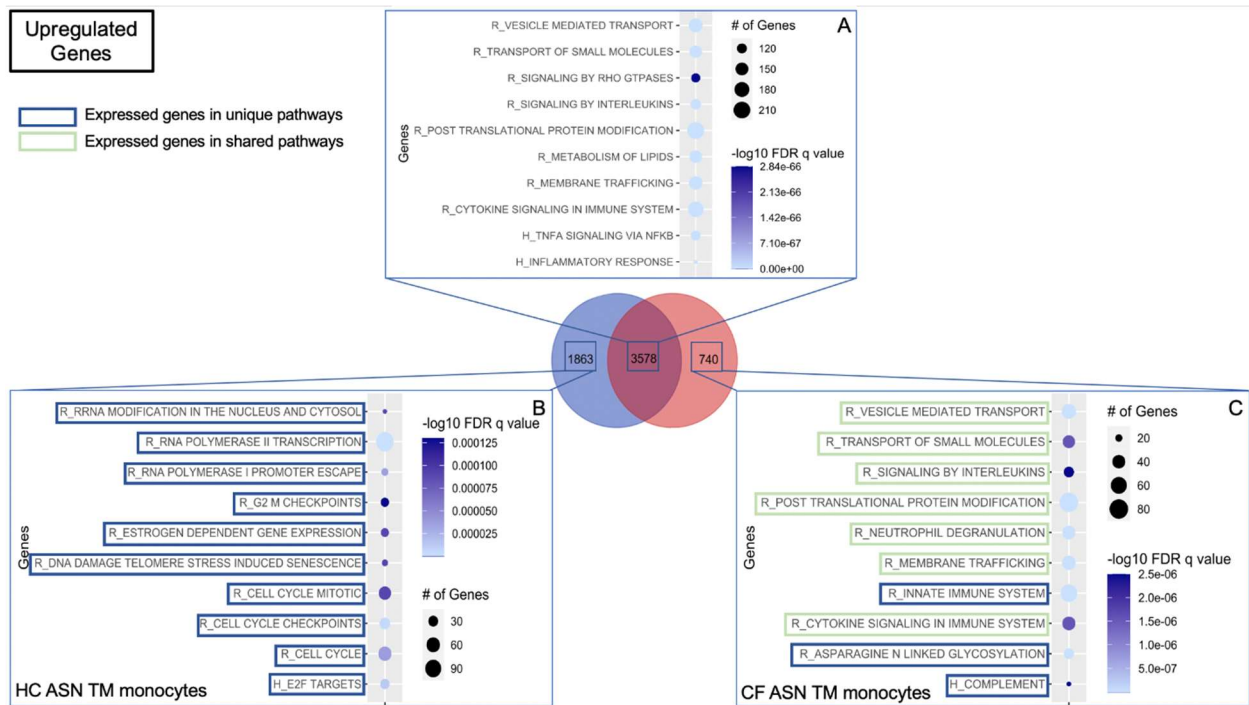 Upregulated
Genes
Expressed genes in unique pathways
Expressed genes in shared pathways
A
Genes
R_VESICLE MEDIATED TRANSPORT
R_TRANSPORT OF SMALL MOLECULES
R_SIGNALING BY RHO GTPASES
R_SIGNALING BY INTERLEUKINS
R_POST TRANSLATIONAL PROTEIN MODIFICATION
R_METABOLISM OF LIPIDS
R_MEMBRANE TRAFFICKING
R_CYTOKINE SIGNALING IN IMMUNE SYSTEM
H_TNFA SIGNALING VIA NFKB
H_INFLAMMATORY RESPONSE
# of Genes
120
150
180
210
-log10 FDR q value
2.84e-66
2.13e-66
1.42e-66
7.10e-67
0.00e+00
1863
3578
740
B
Genes
R_RRNA MODIFICATION IN THE NUCLEUS AND CYTOSOL
R_RNA POLYMERASE II TRANSCRIPTION
R_RNA POLYMERASE I PROMOTER ESCAPE
R_G2 M CHECKPOINTS
R_ESTROGEN DEPENDENT GENE EXPRESSION
R_DNA DAMAGE TELOMERE STRESS INDUCED SENESCENCE
R_CELL CYCLE MITOTIC
R_CELL CYCLE CHECKPOINTS
R_CELL CYCLE
H_E2F TARGETS
-log10 FDR q value
0.000125
0.000100
0.000075
0.000050
0.000025
# of Genes
30
60
90
HC ASN TM monocytes
C
Genes
R_VESICLE MEDIATED TRANSPORT
R_TRANSPORT OF SMALL MOLECULES
R_SIGNALING BY INTERLEUKINS
R_POST TRANSLATIONAL PROTEIN MODIFICATION
R_NEUTROPHIL DEGRANULATION
R_MEMBRANE TRAFFICKING
R_INNATE IMMUNE SYSTEM
R_CYTOKINE SIGNALING IN IMMUNE SYSTEM
R_ASPARAGINE N LINKED GLYCOSYLATION
H_COMPLEMENT
# of Genes
20
40
60
80
-log10 FDR q value
2.5e-06
2.0e-06
1.5e-06
1.0e-06
5.0e-07
CF ASN TM monocytes